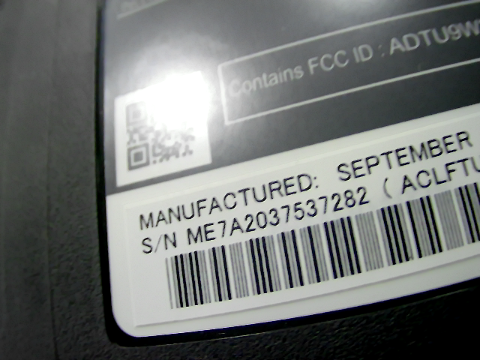 Contains FCC ID : ADTU9W
MANUFACTURED: SEPTEMBER
S/N ME7A2037537282 ( ACLFTU